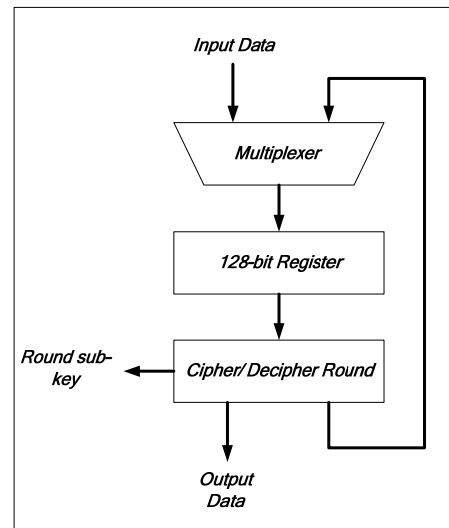 Input Data
Multiplexer
128-bit Register
Cipher/ Decipher Round
Round sub-
key
Output
Data